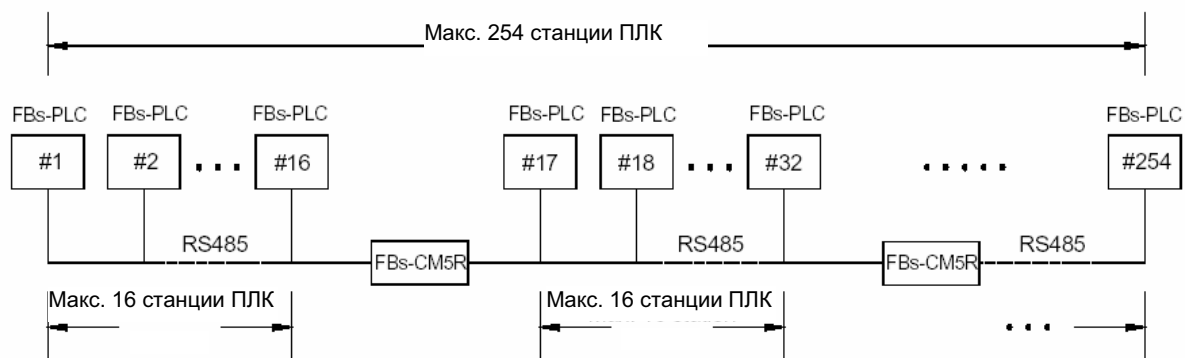 Макс. 254 станции ПЛК
FBs-PLC FBs-PLC FBs-PLC FBs-PLC FBs-PLC FBs-PLC FBs-PLC
#1 #2 #16 #17 #18 #32 #254
RS485 RS485 RS485
FBs-CM5R FBs-CM5R
Макс. 16 станции ПЛК Макс. 16 станции ПЛК